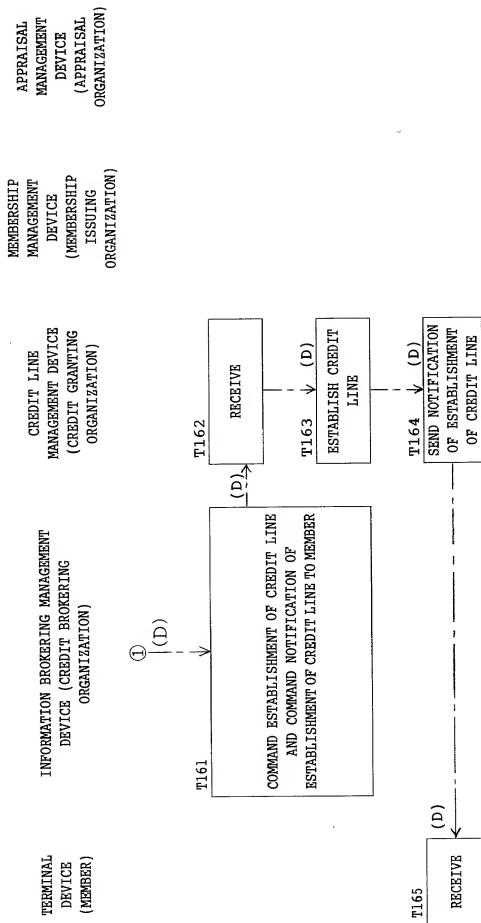 TERMINAL
DEVICE
(MEMBER)
INFORMATION BROKERING MANAGEMENT
DEVICE (CREDIT BROKERING
ORGANIZATION)
CREDIT LINE
MANAGEMENT DEVICE
(CREDIT GRANTING
ORGANIZATION)
MEMBERSHIP
MANAGEMENT
DEVICE
(MEMBERSHIP
ISSUING
ORGANIZATION)
APPRAISAL
MANAGEMENT
DEVICE
(APPRAISAL
ORGANIZATION)
①
(D)
T161
COMMAND ESTABLISHMENT OF CREDIT LINE
AND COMMAND NOTIFICATION OF
ESTABLISHMENT OF CREDIT LINE TO MEMBER
(D)
T162
RECEIVE
(D)
T163
ESTABLISH CREDIT
LINE
(D)
T164
SEND NOTIFICATION
OF ESTABLISHMENT
OF CREDIT LINE
(D)
T165
RECEIVE